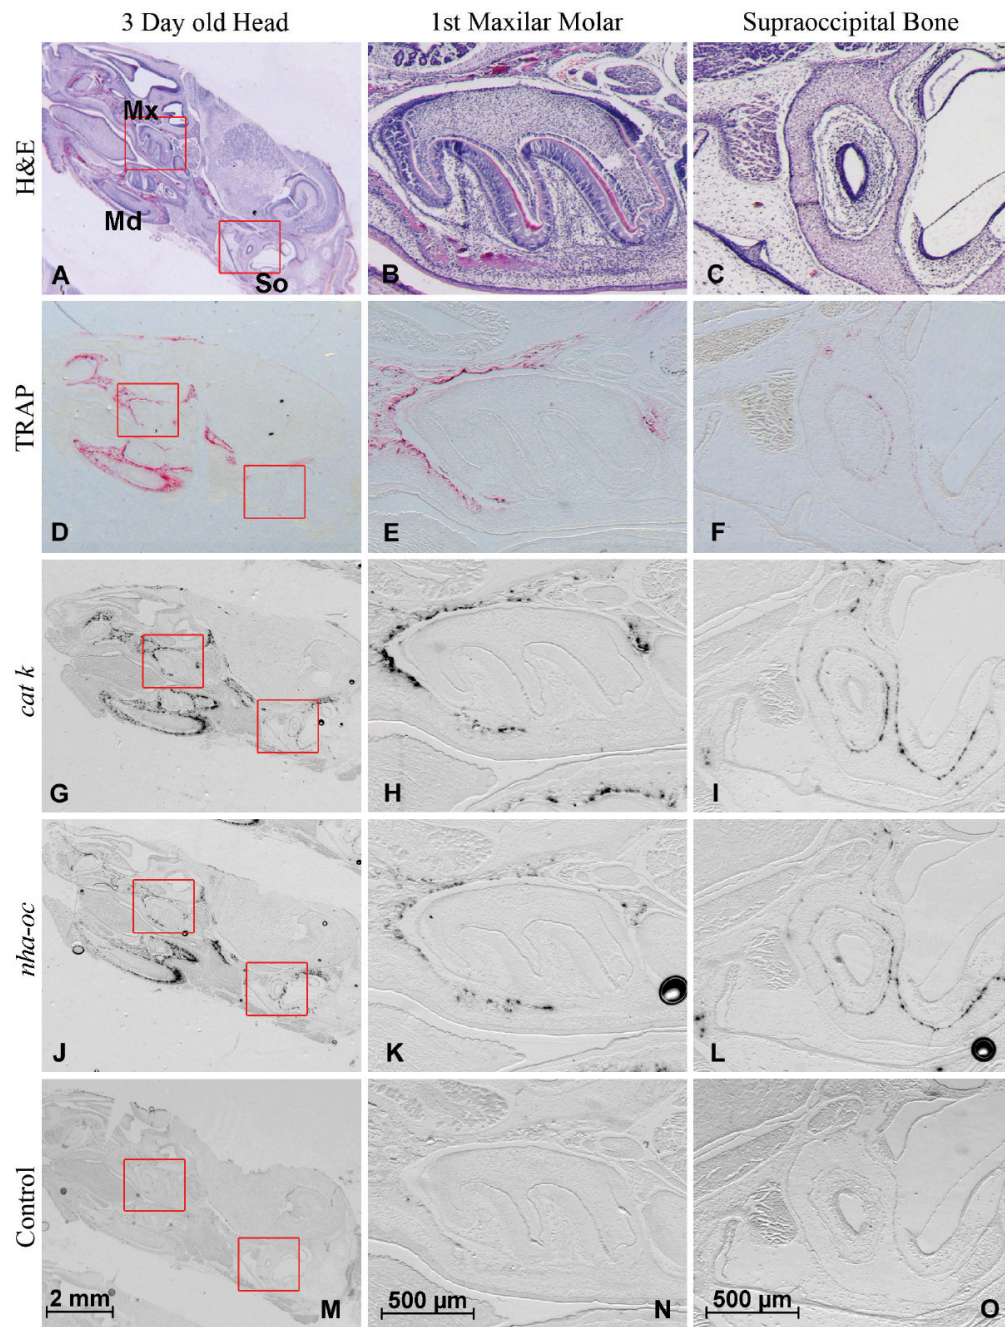 3 Day old Head
1st Maxilar Molar
Supraoccipital Bone
H&E
Mx
Md
So
A
B
C
TRAP
D
E
F
cat k
G
H
I
nha-oc
J
K
L
Control
2 mm
M
500 µm
N
500 µm
O